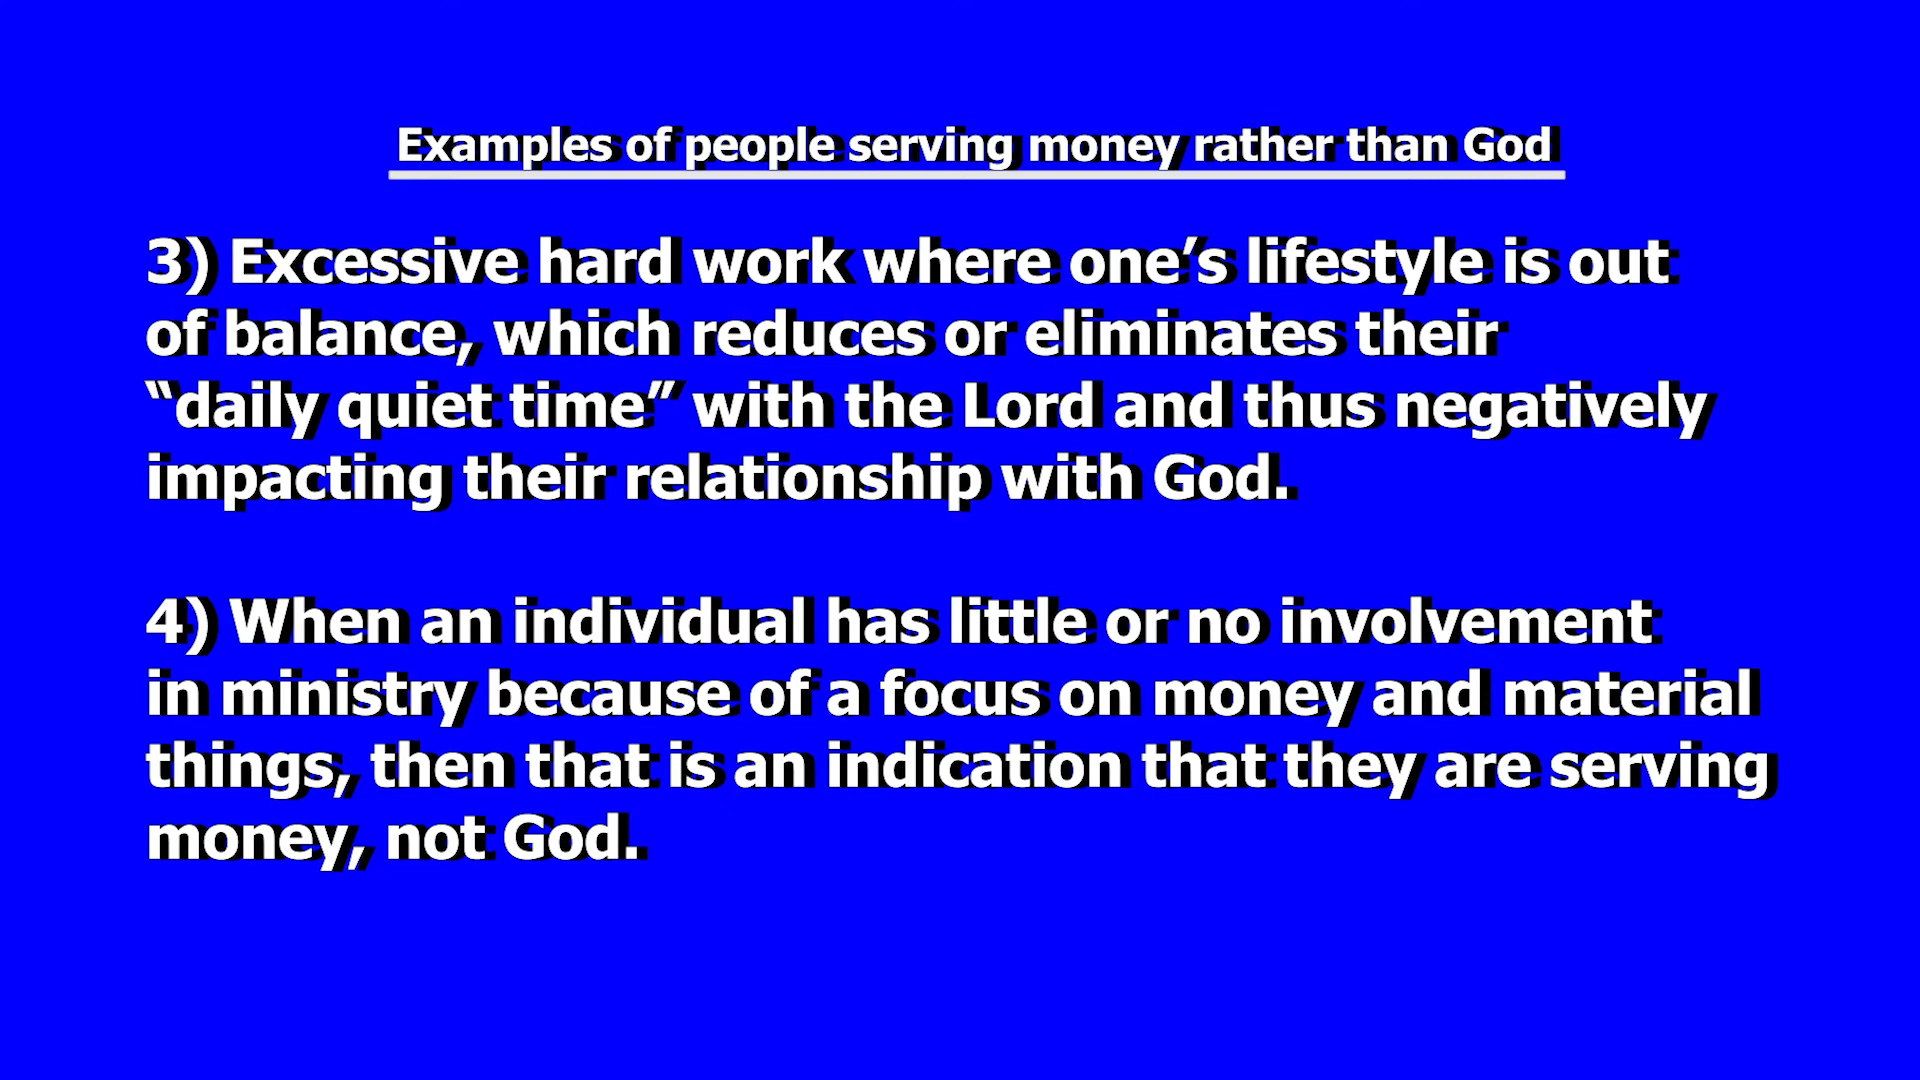 Examples of people serving money rather than God
3) Excessive hard work where one’s lifestyle is out
of balance, which reduces or eliminates their
“daily quiet time” with the Lord and thus negatively
impacting their relationship with God.
4) When an individual has little or no involvement
in ministry because of a focus on money and material
things, then that is an indication that they are serving
money, not God.